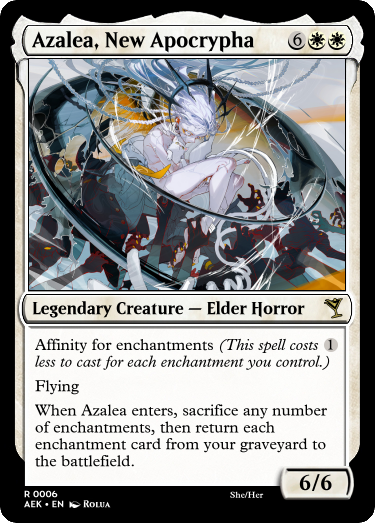 Azalea, New Apocrypha 6
Legendary Creature — Elder Horror
Affinity for enchantments (This spell costs 1
less to cast for each enchantment you control.)
Flying
When Azalea enters, sacrifice any number
of enchantments, then return each
enchantment card from your graveyard to
the battlefield.
6/6
R 0006
AEK • EN Rolua
She/Her